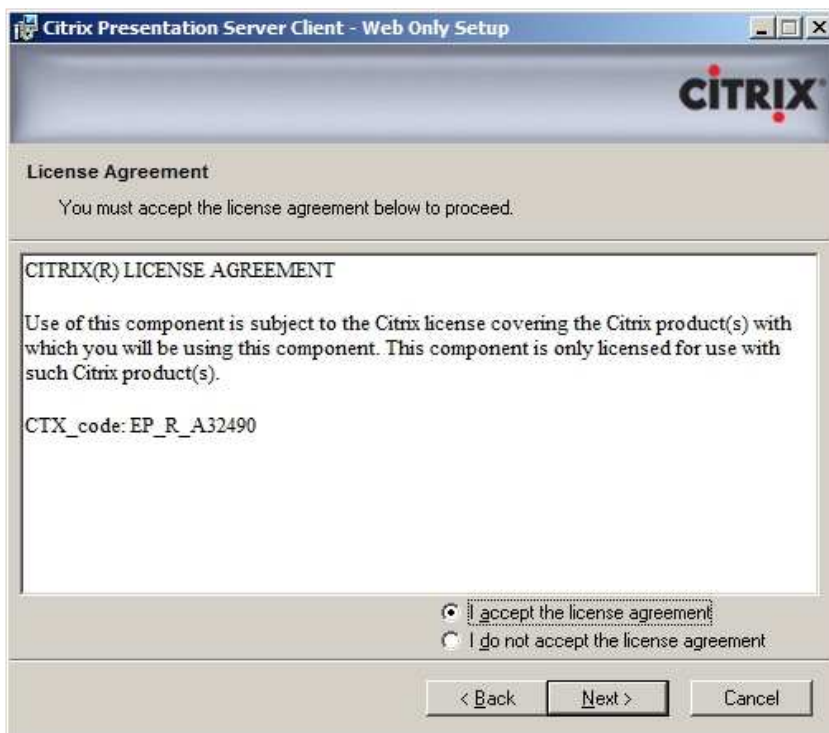 Citrix Presentation Server Client - Web Only Setup
CITRIX
License Agreement
You must accept the license agreement below to proceed.
CITRIX(R) LICENSE AGREEMENT
Use of this component is subject to the Citrix license covering the Citrix product(s) with
which you will be using this component. This component is only licensed for use with
such Citrix product(s).
CTX_code: EP_R_A32490
I accept the license agreement
I do not accept the license agreement
< Back
Next >
Cancel